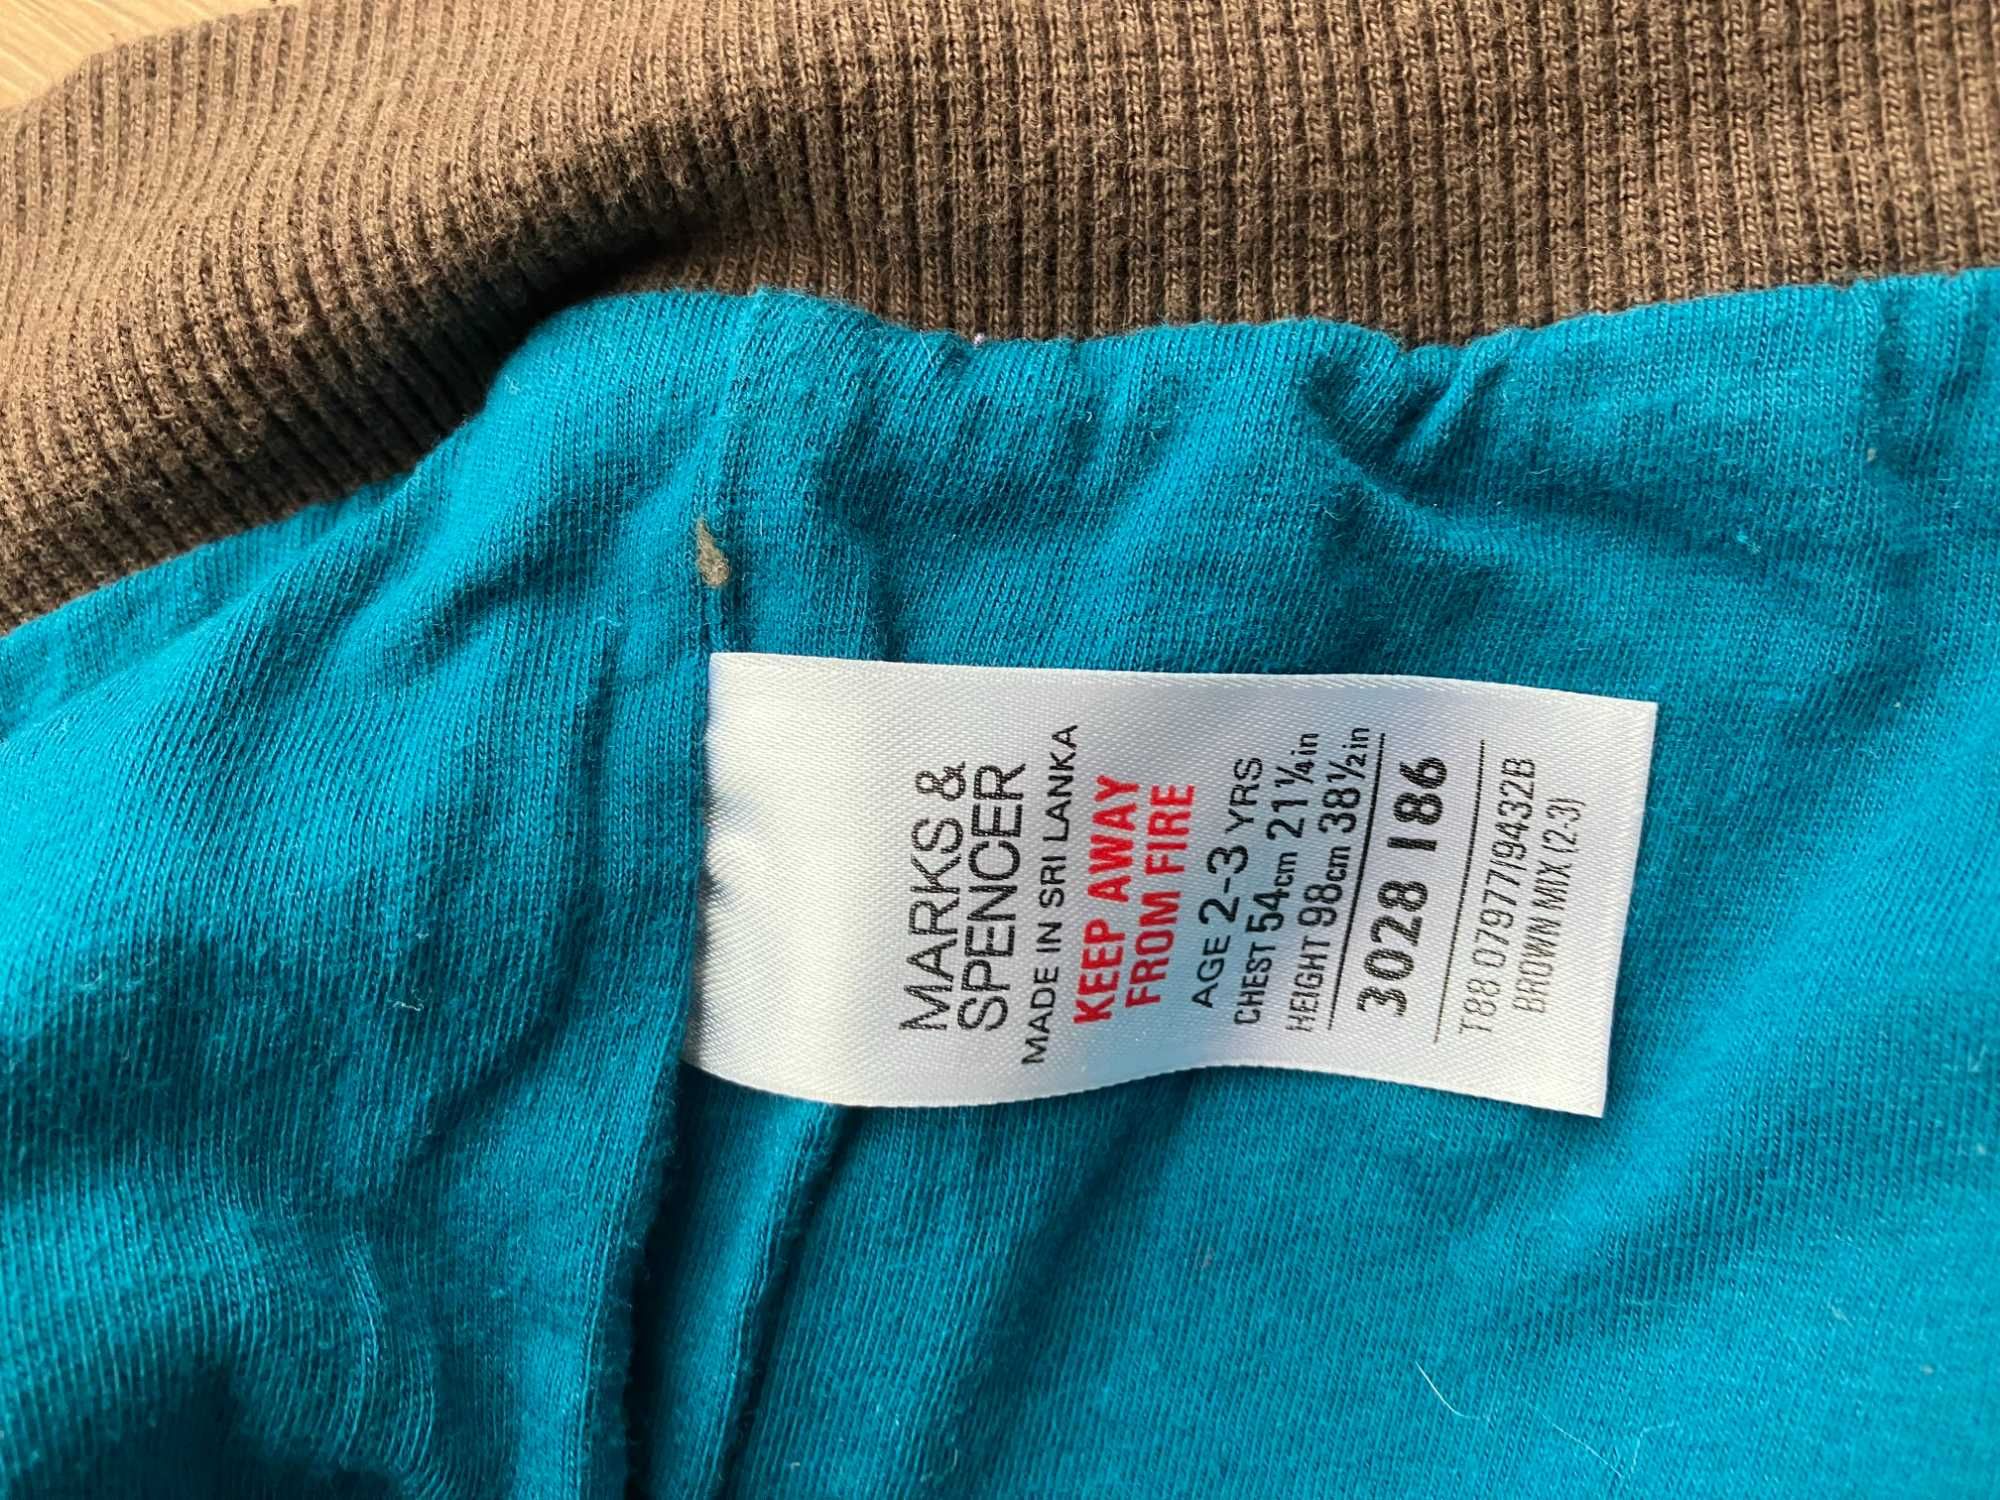 MARKS &
SPENCER
MADE IN SRI LANKA
KEEP AWAY
FROM FIRE
AGE 2-3 YRS
CHEST 54cm 21¼in
HEIGHT 98cm 38½in
3028 186
T88 07977/9432B
BROWN MIX (2-3)